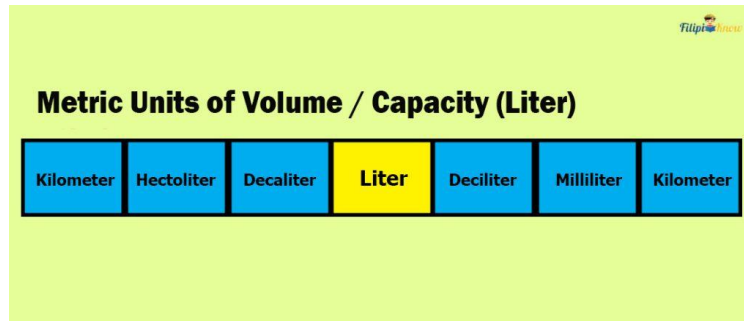 Filipiknow
Metric Units of Volume / Capacity (Liter)
Kilometer Hectoliter Decaliter Liter Deciliter Milliliter Kilometer